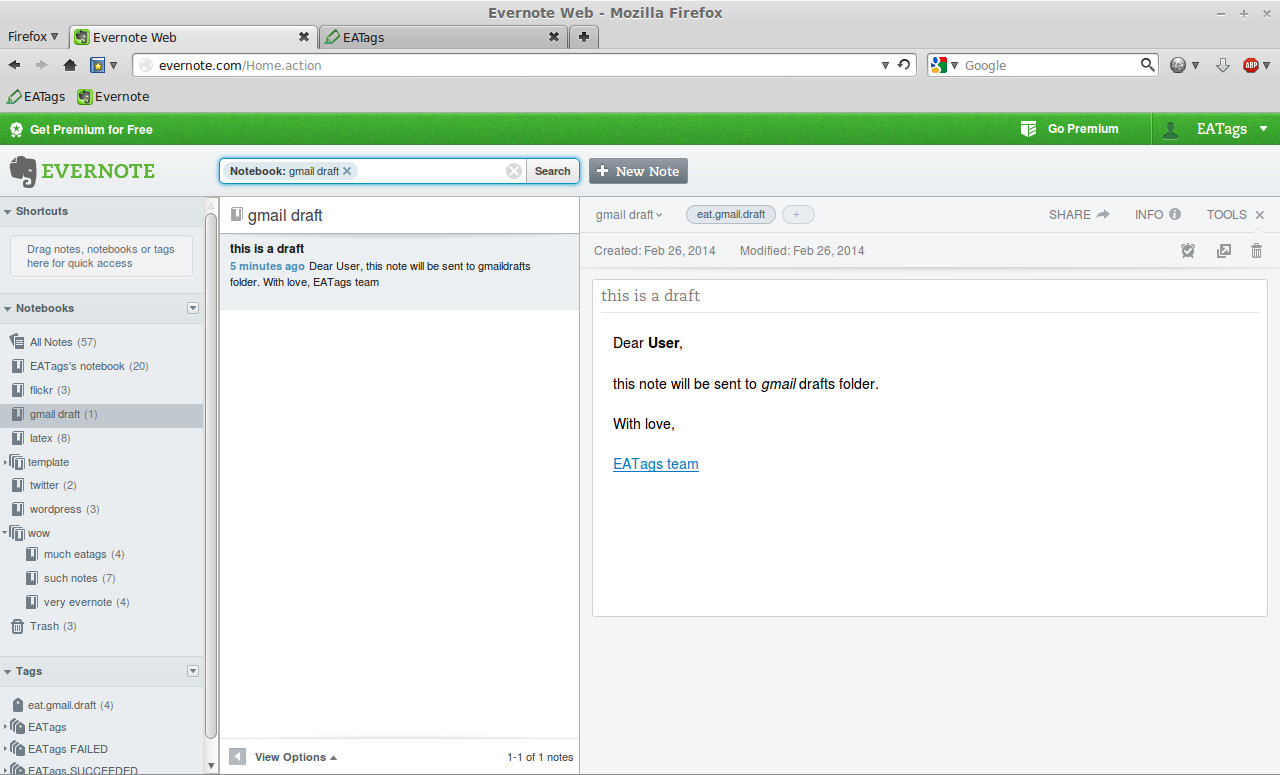 Evernote Web - Mozilla Firefox
Firefox
Evernote Web
EATags
evernote.com/Home.action
Google
ABP
EATags
Evernote
Get Premium for Free
Go Premium
EATags
EVERNOTE
Notebook: gmail draft
Search
New Note
Shortcuts
Drag notes, notebooks or tags
here for quick access
Notebooks
All Notes (57)
EATags's notebook (20)
flickr (3)
gmail draft (1)
latex (8)
template
twitter (2)
wordpress (3)
wow
much eatags (4)
such notes (7)
very evernote (4)
Trash (3)
Tags
eat.gmail.draft (4)
EATags
EATags FAILED
EATags SUCCEEDED
gmail draft
this is a draft
5 minutes ago Dear User, this note will be sent to gmaildrafts
folder. With love, EATags team
View Options
1-1 of 1 notes
gmail draft
eat.gmail.draft
+
SHARE
INFO
TOOLS
Created: Feb 26, 2014
Modified: Feb 26, 2014
this is a draft
Dear User,
this note will be sent to gmail drafts folder.
With love,
EATags team